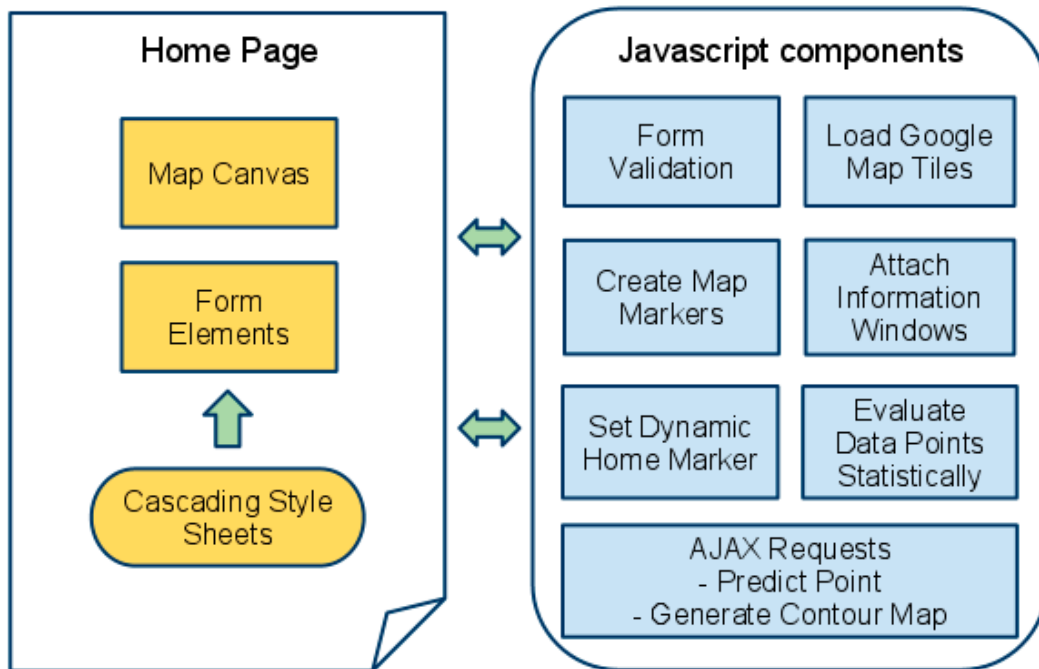 Home Page
Map Canvas
Form
Elements
Cascading Style
Sheets
Javascript components
Form
Validation
Load Google
Map Tiles
Create Map
Markers
Attach
Information
Windows
Set Dynamic
Home Marker
Evaluate
Data Points
Statistically
AJAX Requests
- Predict Point
- Generate Contour Map